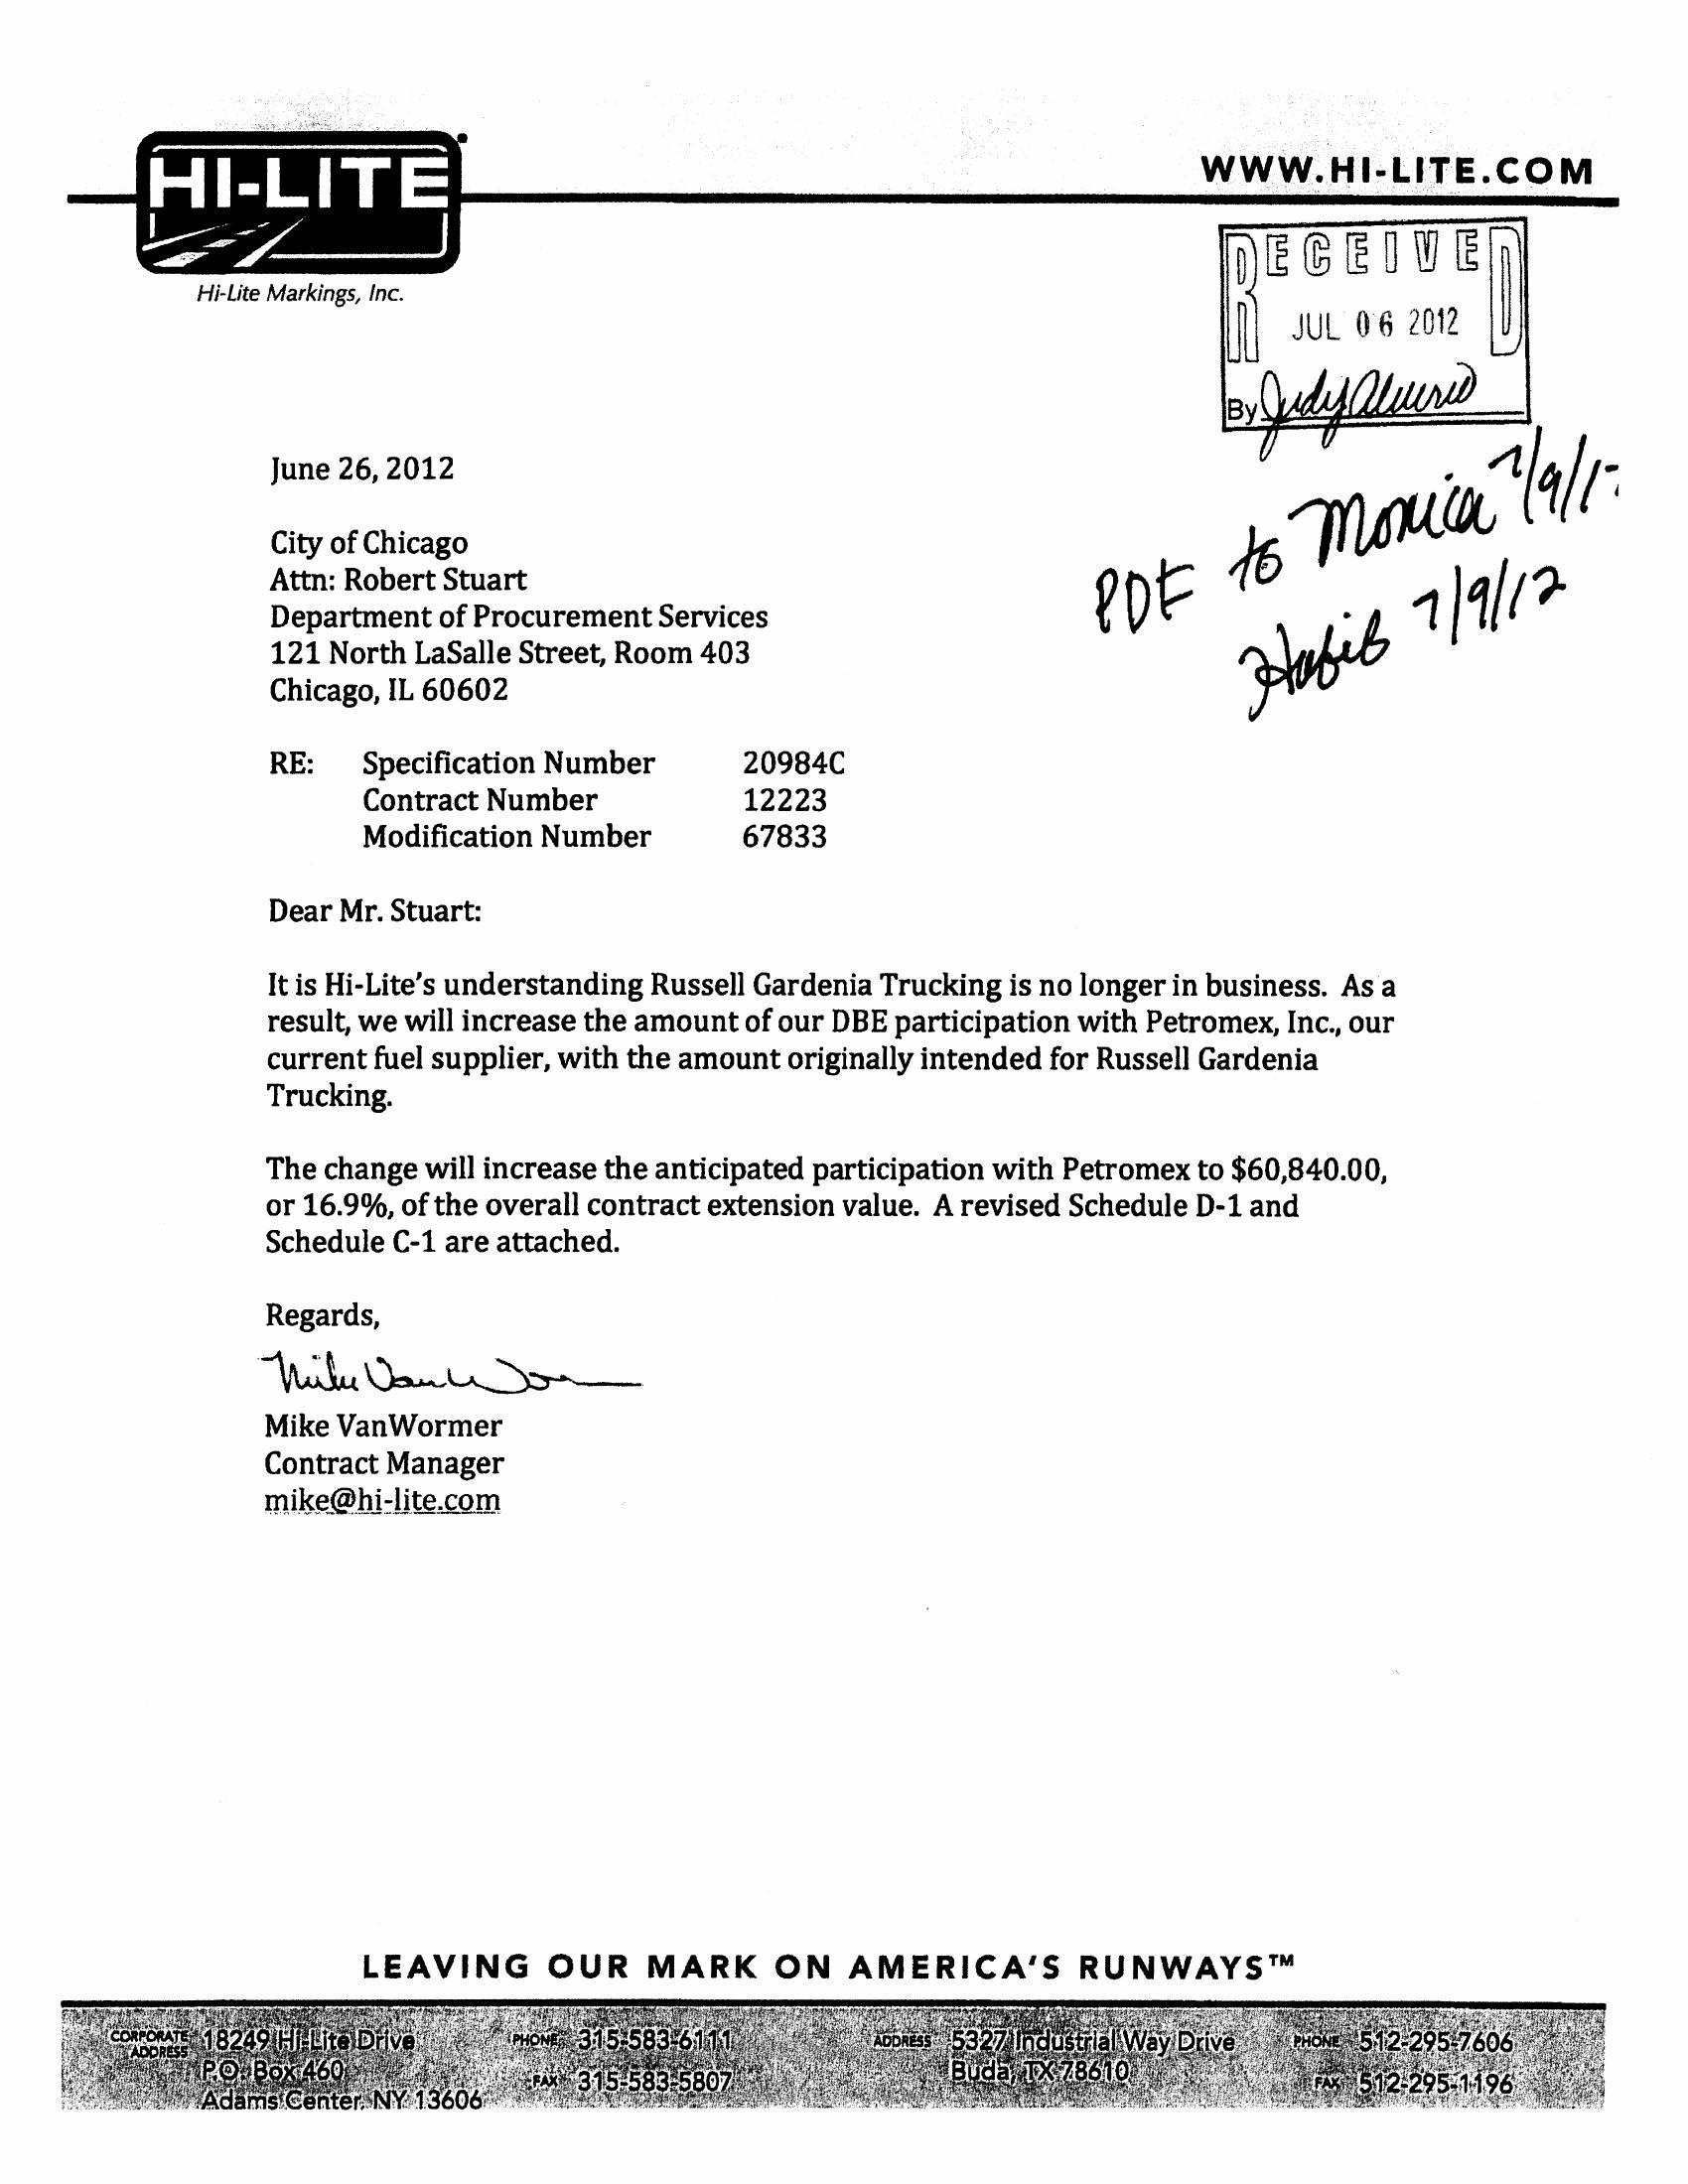 HI-LITE
WWW.HI-LITE.COM
Hi-Lite Markings, Inc.
RECEIVED
JUL 06 2012
By Judy
June 26, 2012
PDF to Monica 7/9/1
Habib 7/9/12
City of Chicago
Attn: Robert Stuart
Department of Procurement Services
121 North LaSalle Street, Room 403
Chicago, IL 60602
RE: Specification Number 20984C
Contract Number 12223
Modification Number 67833
Dear Mr. Stuart:
It is Hi-Lite's understanding Russell Gardenia Trucking is no longer in business. As a
result, we will increase the amount of our DBE participation with Petromex, Inc., our
current fuel supplier, with the amount originally intended for Russell Gardenia
Trucking.
The change will increase the anticipated participation with Petromex to $60,840.00,
or 16.9%, of the overall contract extension value. A revised Schedule D-1 and
Schedule C-1 are attached.
Regards,
Mike VanWormer
Mike VanWormer
Contract Manager
mike@hi-lite.com
LEAVING OUR MARK ON AMERICA'S RUNWAYS™
CORPORATE ADDRESS 18249 Hi-Lite Drive PHONE 315-583-6111 ADDRESS 5327 Industrial Way Drive PHONE 512-295-7606
P.O. Box 460 FAX 315-583-5807 Buda, TX 78610 FAX 512-295-1196
Adams Center, NY 13606